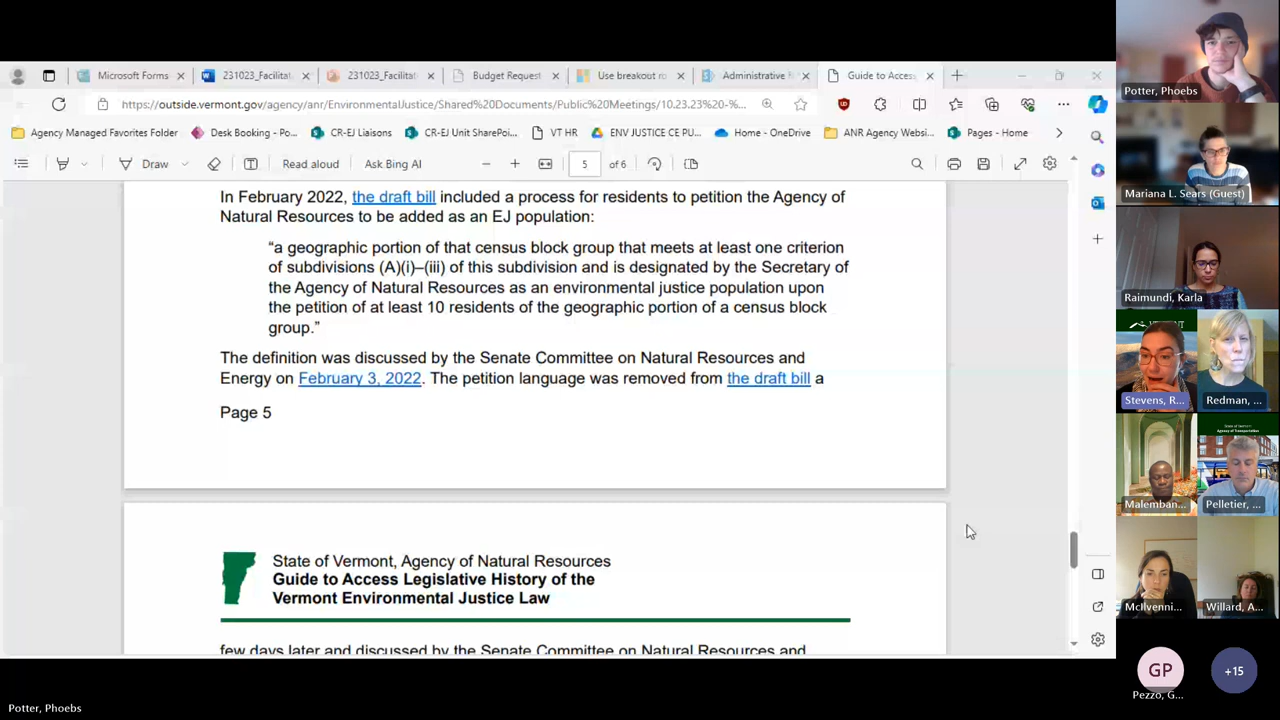 Microsoft Forms
231023_Facilitat
231023_Facilitat
Budget Request
Use breakout ro
Administrative R
Guide to Access
https://outside.vermont.gov/agency/anr/EnvironmentalJustice/Shared%20Documents/Public%20Meetings/10.23.23%20-%...
Agency Managed Favorites Folder
Desk Booking - Po...
CR-EJ Liaisons
CR-EJ Unit SharePoi...
VT HR
ENV JUSTICE CE PU...
Home - OneDrive
ANR Agency Websi...
Pages - Home
Draw
Read aloud
Ask Bing AI
5
of 6
In February 2022, the draft bill included a process for residents to petition the Agency of
Natural Resources to be added as an EJ population:
“a geographic portion of that census block group that meets at least one criterion
of subdivisions (A)(i)–(iii) of this subdivision and is designated by the Secretary of
the Agency of Natural Resources as an environmental justice population upon
the petition of at least 10 residents of the geographic portion of a census block
group.”
The definition was discussed by the Senate Committee on Natural Resources and
Energy on February 3, 2022. The petition language was removed from the draft bill a
Page 5
State of Vermont, Agency of Natural Resources
Guide to Access Legislative History of the
Vermont Environmental Justice Law
few days later and discussed by the Senate Committee on Natural Resources and
Potter, Phoebs
Mariana L. Sears (Guest)
Raimundi, Karla
Stevens, R...
Redman, ...
State of Vermont
Agency of Transportation
Malemban...
Pelletier, ...
McIlvenni...
Willard, A...
GP
Pezzo, G...
+15
Potter, Phoebs